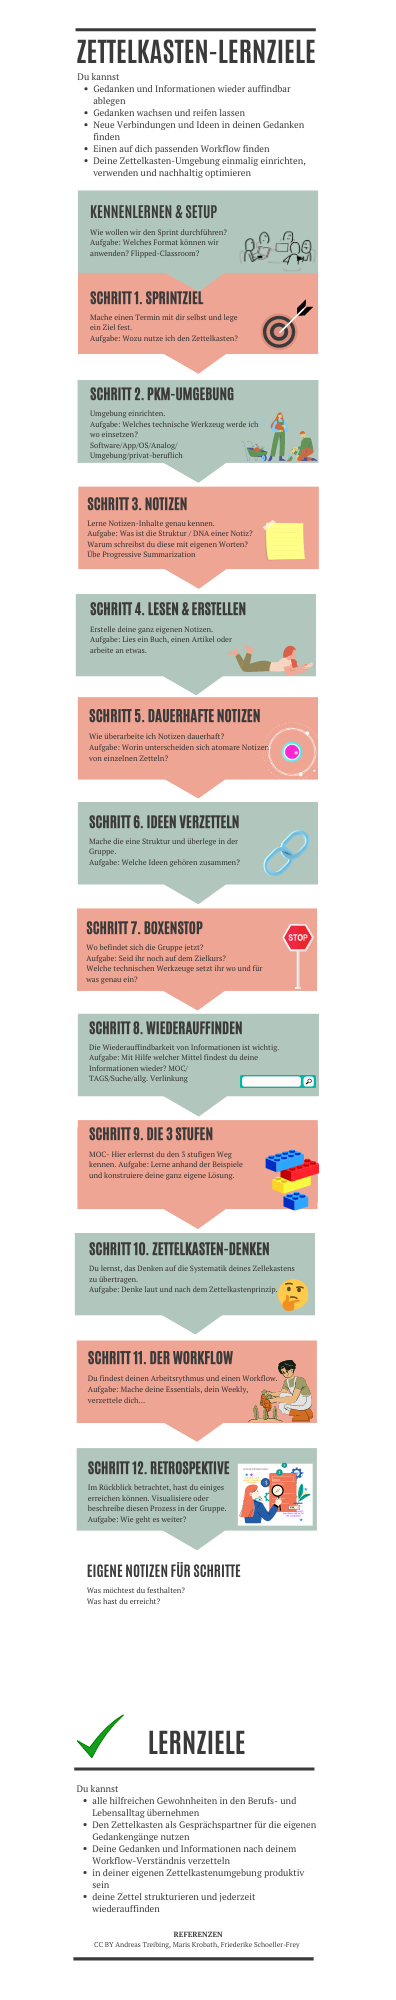 ZETTELKASTEN-LERNZIELE
Du kannst
• Gedanken und Informationen wieder auffindbar
ablegen
• Gedanken wachsen und reifen lassen
• Neue Verbindungen und Ideen in deinen Gedanken
finden
• Einen auf dich passenden Workflow finden
• Deine Zettelkasten-Umgebung einmalig einrichten,
verwenden und nachhaltig optimieren
KENNENLERNEN & SETUP
Wie wollen wir den Sprint durchführen?
Aufgabe: Welches Format können wir
anwenden? Flipped-Classroom?
SCHRITT 1. SPRINTZIEL
Mache einen Termin mit dir selbst und lege
ein Ziel fest.
Aufgabe: Wozu nutze ich den Zettelkasten?
SCHRITT 2. PKM-UMGEBUNG
Umgebung einrichten.
Aufgabe: Welches technische Werkzeug werde ich
wo einsetzen?
Software/App/OS/Analog/
Umgebung/privat-beruflich
SCHRITT 3. NOTIZEN
Lerne Notizen-Inhalte genau kennen.
Aufgabe: Was ist die Struktur / DNA einer Notiz?
Warum schreibst du diese mit eigenen Worten?
Übe Progressive Summarization
SCHRITT 4. LESEN & ERSTELLEN
Erstelle deine ganz eigenen Notizen.
Aufgabe: Lies ein Buch, einen Artikel oder
arbeite an etwas.
SCHRITT 5. DAUERHAFTE NOTIZEN
Wie überarbeite ich Notizen dauerhaft?
Aufgabe: Worin unterscheiden sich atomare Notizen
von einzelnen Zetteln?
SCHRITT 6. IDEEN VERZETTELN
Mache die eine Struktur und überlege in der
Gruppe.
Aufgabe: Welche Ideen gehören zusammen?
SCHRITT 7. BOXENSTOP
Wo befindet sich die Gruppe jetzt?
Aufgabe: Seid ihr noch auf dem Zielkurs?
Welche technischen Werkzeuge setzt ihr wo und für
was genau ein?
STOP
SCHRITT 8. WIEDERAUFFINDEN
Die Wiederauffindbarkeit von Informationen ist wichtig.
Aufgabe: Mit Hilfe welcher Mittel findest du deine
Informationen wieder? MOC/
TAGS/Suche/allg. Verlinkung
SCHRITT 9. DIE 3 STUFEN
MOC- Hier erlernst du den 3 stufigen Weg
kennen. Aufgabe: Lerne anhand der Beispiele
und konstruiere deine ganz eigene Lösung.
SCHRITT 10. ZETTELKASTEN-DENKEN
Du lernst, das Denken auf die Systematik deines Zellekastens
zu übertragen.
Aufgabe: Denke laut und nach dem Zettelkastenprinzip.
SCHRITT 11. DER WORKFLOW
Du findest deinen Arbeitsrythmus und einen Workflow.
Aufgabe: Mache deine Essentials, dein Weekly,
verzettele dich...
SCHRITT 12. RETROSPEKTIVE
Im Rückblick betrachtet, hast du einiges
erreichen können. Visualisiere oder
beschreibe diesen Prozess in der Gruppe.
Aufgabe: Wie geht es weiter?
EIGENE NOTIZEN FÜR SCHRITTE
Was möchtest du festhalten?
Was hast du erreicht?
LERNZIELE
Du kannst
• alle hilfreichen Gewohnheiten in den Berufs- und
Lebensalltag übernehmen
• Den Zettelkasten als Gesprächspartner für die eigenen
Gedankengänge nutzen
• Deine Gedanken und Informationen nach deinem
Workflow-Verständnis verzetteln
• in deiner eigenen Zettelkastenumgebung produktiv
sein
• deine Zettel strukturieren und jederzeit
wiederauffinden
REFERENZEN
CC BY Andreas Treibing, Maris Krobath, Friederike Schoeller-Frey